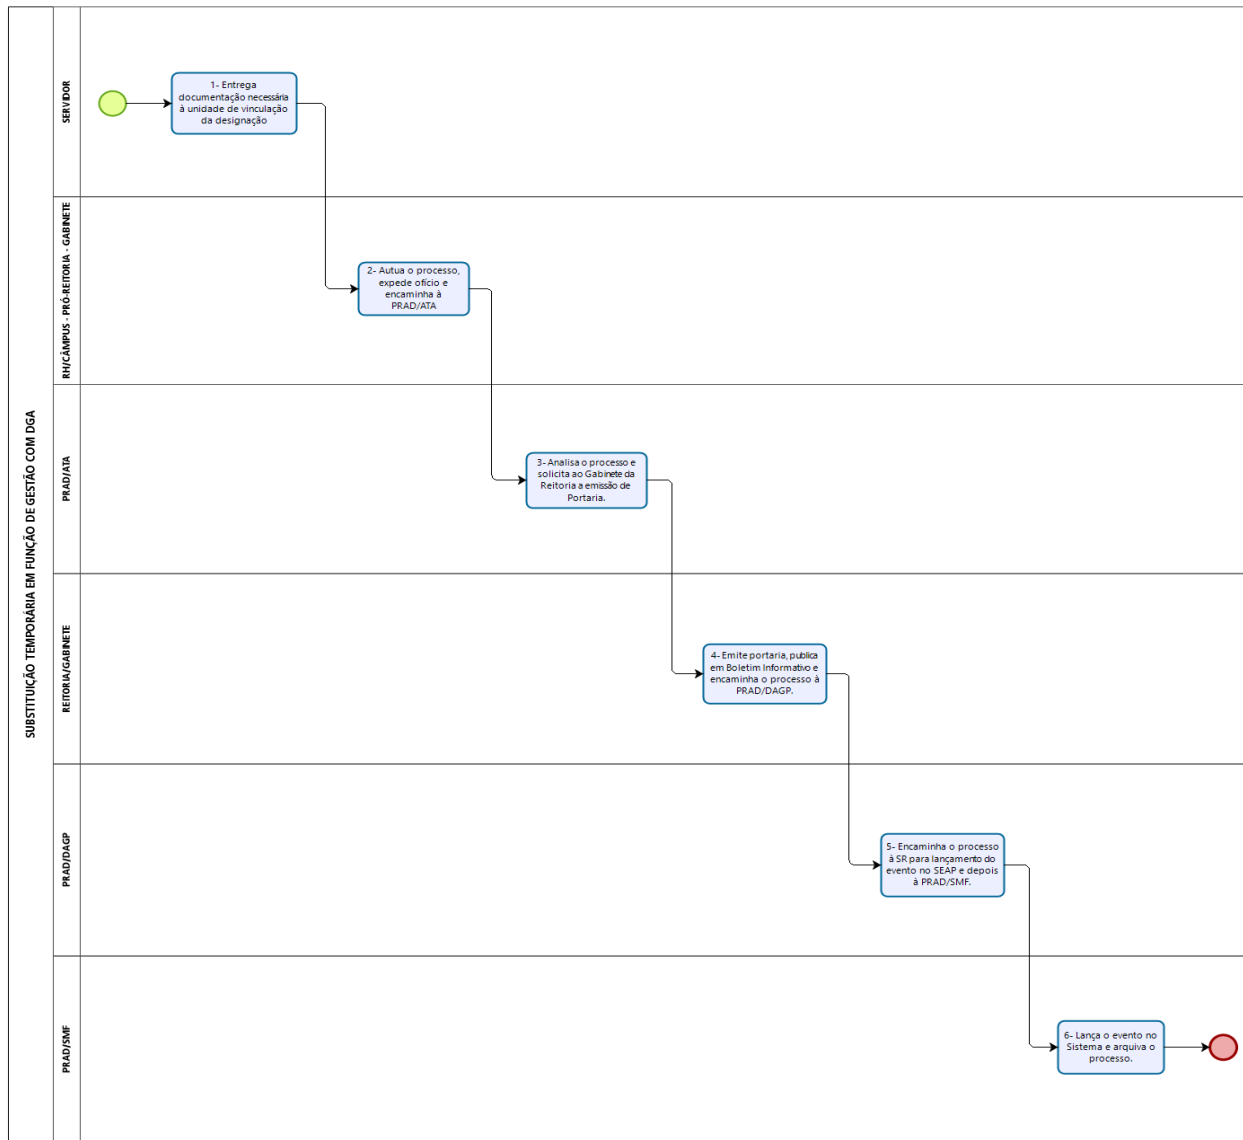 SUBSTITUIÇÃO TEMPORÁRIA EM FUNÇÃO DE GESTÃO COM DGA
SERVIDOR
1- Entrega
documentação necessária
à unidade de vinculação
da designação
RH/CÂMPUS - PRÓ-REITORIA - GABINETE
2- Autua o processo,
expede ofício e
encaminha à
PRAD/ATA
PRAD/ATA
3- Analisa o processo e
solicita ao Gabinete da
Reitoria a emissão de
Portaria.
REITORIA/GABINETE
4- Emite portaria, publica
em Boletim Informativo e
encaminha o processo à
PRAD/DAGP.
PRAD/DAGP
5- Encaminha o processo
à SR para lançamento do
evento no SEAP e depois
à PRAD/SMF.
PRAD/SMF
6- Lança o evento no
Sistema e arquiva o
processo.